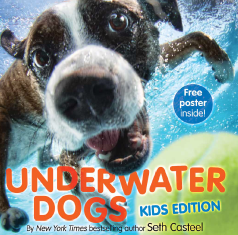 Free
poster
inside!
UNDERWATER
DOGS
KIDS EDITION
By New York Times bestselling author Seth Casteel